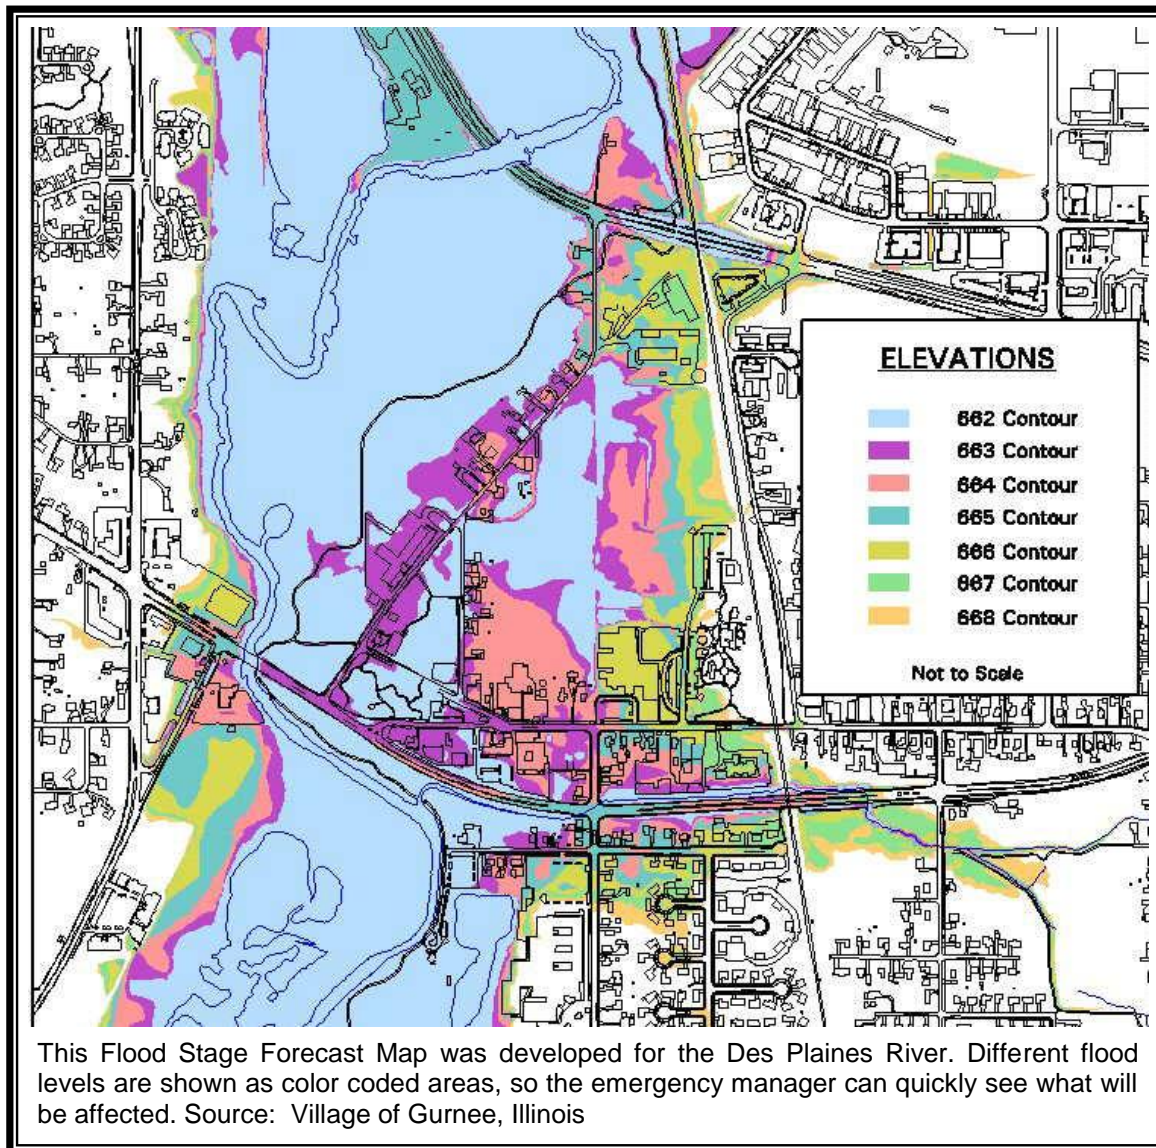 ELEVATIONS
662 Contour
663 Contour
664 Contour
665 Contour
666 Contour
667 Contour
668 Contour
Not to Scale
This Flood Stage Forecast Map was developed for the Des Plaines River. Different flood
levels are shown as color coded areas, so the emergency manager can quickly see what will
be affected. Source: Village of Gurnee, Illinois